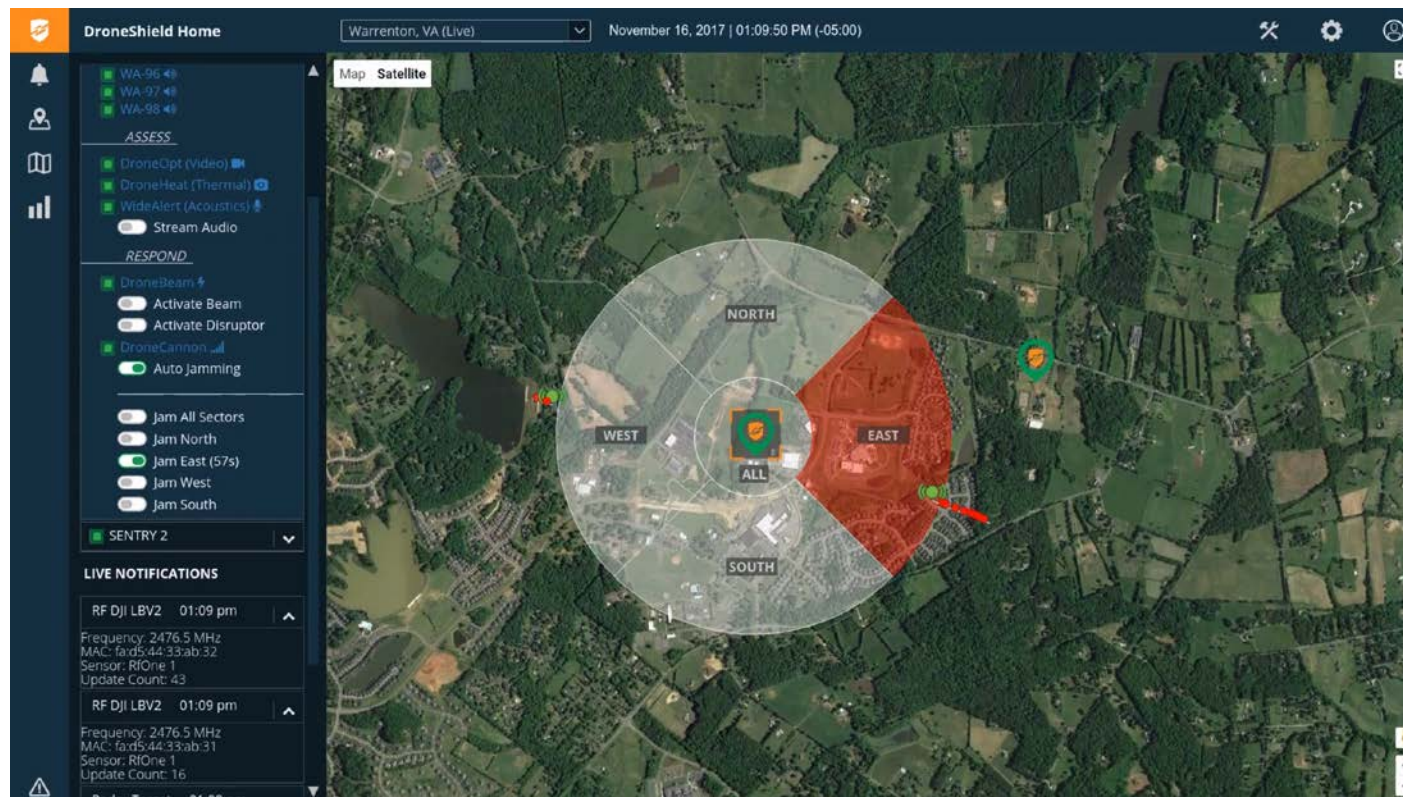 DroneShield Home
Warrenton, VA (Live)
November 16, 2017 | 01:09:50 PM (-05:00)
WA-96
WA-97
WA-98
ASSESS
DroneOpt (Video)
DroneHeat (Thermal)
WideAlert (Acoustics)
Stream Audio
RESPOND
DroneBeam
Activate Beam
Activate Disruptor
DroneCannon
Auto Jamming
Jam All Sectors
Jam North
Jam East (57s)
Jam West
Jam South
SENTRY 2
LIVE NOTIFICATIONS
RF DJI LBV2 01:09 pm
Frequency: 2476.5 MHz
MAC: fa:d5:44:33:ab:32
Sensor: RfOne 1
Update Count: 43
RF DJI LBV2 01:09 pm
Frequency: 2476.5 MHz
MAC: fa:d5:44:33:ab:31
Sensor: RfOne 1
Update Count: 16
Map Satellite
NORTH
WEST
EAST
ALL
SOUTH